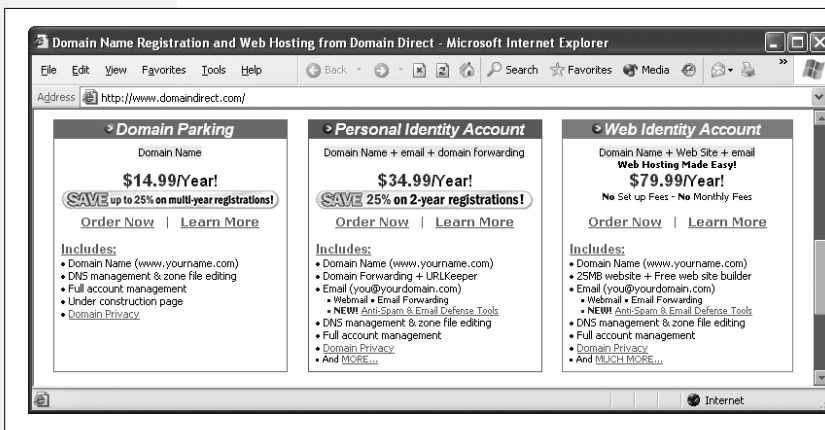 Domain Name Registration and Web Hosting from Domain Direct - Microsoft Internet Explorer
File Edit View Favorites Tools Help
Back Search Favorites Media »
Address http://www.domaindirect.com/
Domain Parking
Domain Name
$14.99/Year!
SAVE up to 25% on multi-year registrations!
Order Now | Learn More
Includes:
• Domain Name (www.yourname.com)
• DNS management & zone file editing
• Full account management
• Under construction page
• Domain Privacy
Personal Identity Account
Domain Name + email + domain forwarding
$34.99/Year!
SAVE 25% on 2-year registrations!
Order Now | Learn More
Includes:
• Domain Name (www.yourname.com)
• Domain Forwarding + URLKeeper
• Email (you@yourdomain.com)
▪ Webmail ▪ Email Forwarding
▪ NEW! Anti-Spam & Email Defense Tools
• DNS management & zone file editing
• Full account management
• Domain Privacy
• And MORE...
Web Identity Account
Domain Name + Web Site + email
Web Hosting Made Easy!
$79.99/Year!
No Set up Fees - No Monthly Fees
Order Now | Learn More
Includes:
• Domain Name (www.yourname.com)
• 25MB website + Free web site builder
• Email (you@yourdomain.com)
▪ Webmail ▪ Email Forwarding
▪ NEW! Anti-Spam & Email Defense Tools
• DNS management & zone file editing
• Full account management
• Domain Privacy
• And MUCH MORE...
Internet